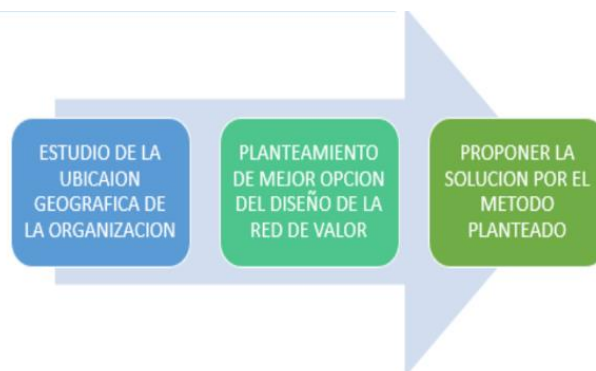 ESTUDIO DE LA
UBICAION
GEOGRAFICA DE
LA ORGANIZACION
PLANTEAMIENTO
DE MEJOR OPCION
DEL DISEÑO DE LA
RED DE VALOR
PROPONER LA
SOLUCION POR EL
METODO
PLANTEADO